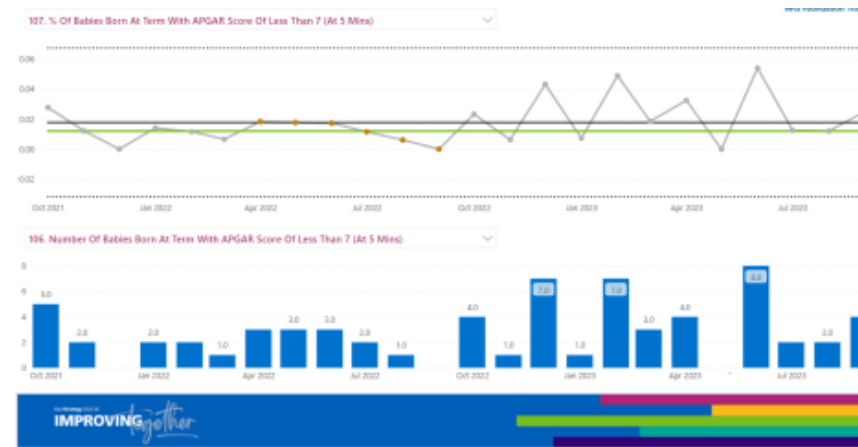 107. % Of Babies Born At Term With APGAR Score Of Less Than 7 (At 5 Mins)
0.06
0.04
0.02
0.00
-0.02
Oct 2021 Jan 2022 Apr 2022 Jul 2022 Oct 2022 Jan 2023 Apr 2023 Jul 2023
106. Number Of Babies Born At Term With APGAR Score Of Less Than 7 (At 5 Mins)
8
6
4
2
0
5.0 2.0 2.0 1.0 3.0 3.0 2.0 1.0 4.0 1.0 7.0 1.0 7.0 3.0 4.0 8.0 2.0
Oct 2021 Jan 2022 Apr 2022 Jul 2022 Oct 2022 Jan 2023 Apr 2023 Jul 2023
IMPROVING together